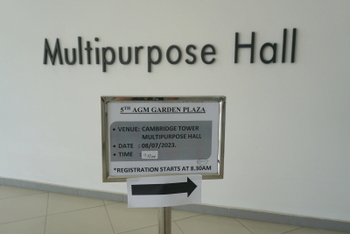 Multipurpose Hall
5TH AGM GARDEN PLAZA
• VENUE: CAMBRIDGE TOWER
MULTIPURPOSE HALL
• DATE : 08/07/2023.
• TIME :
*REGISTRATION STARTS AT 8.30AM